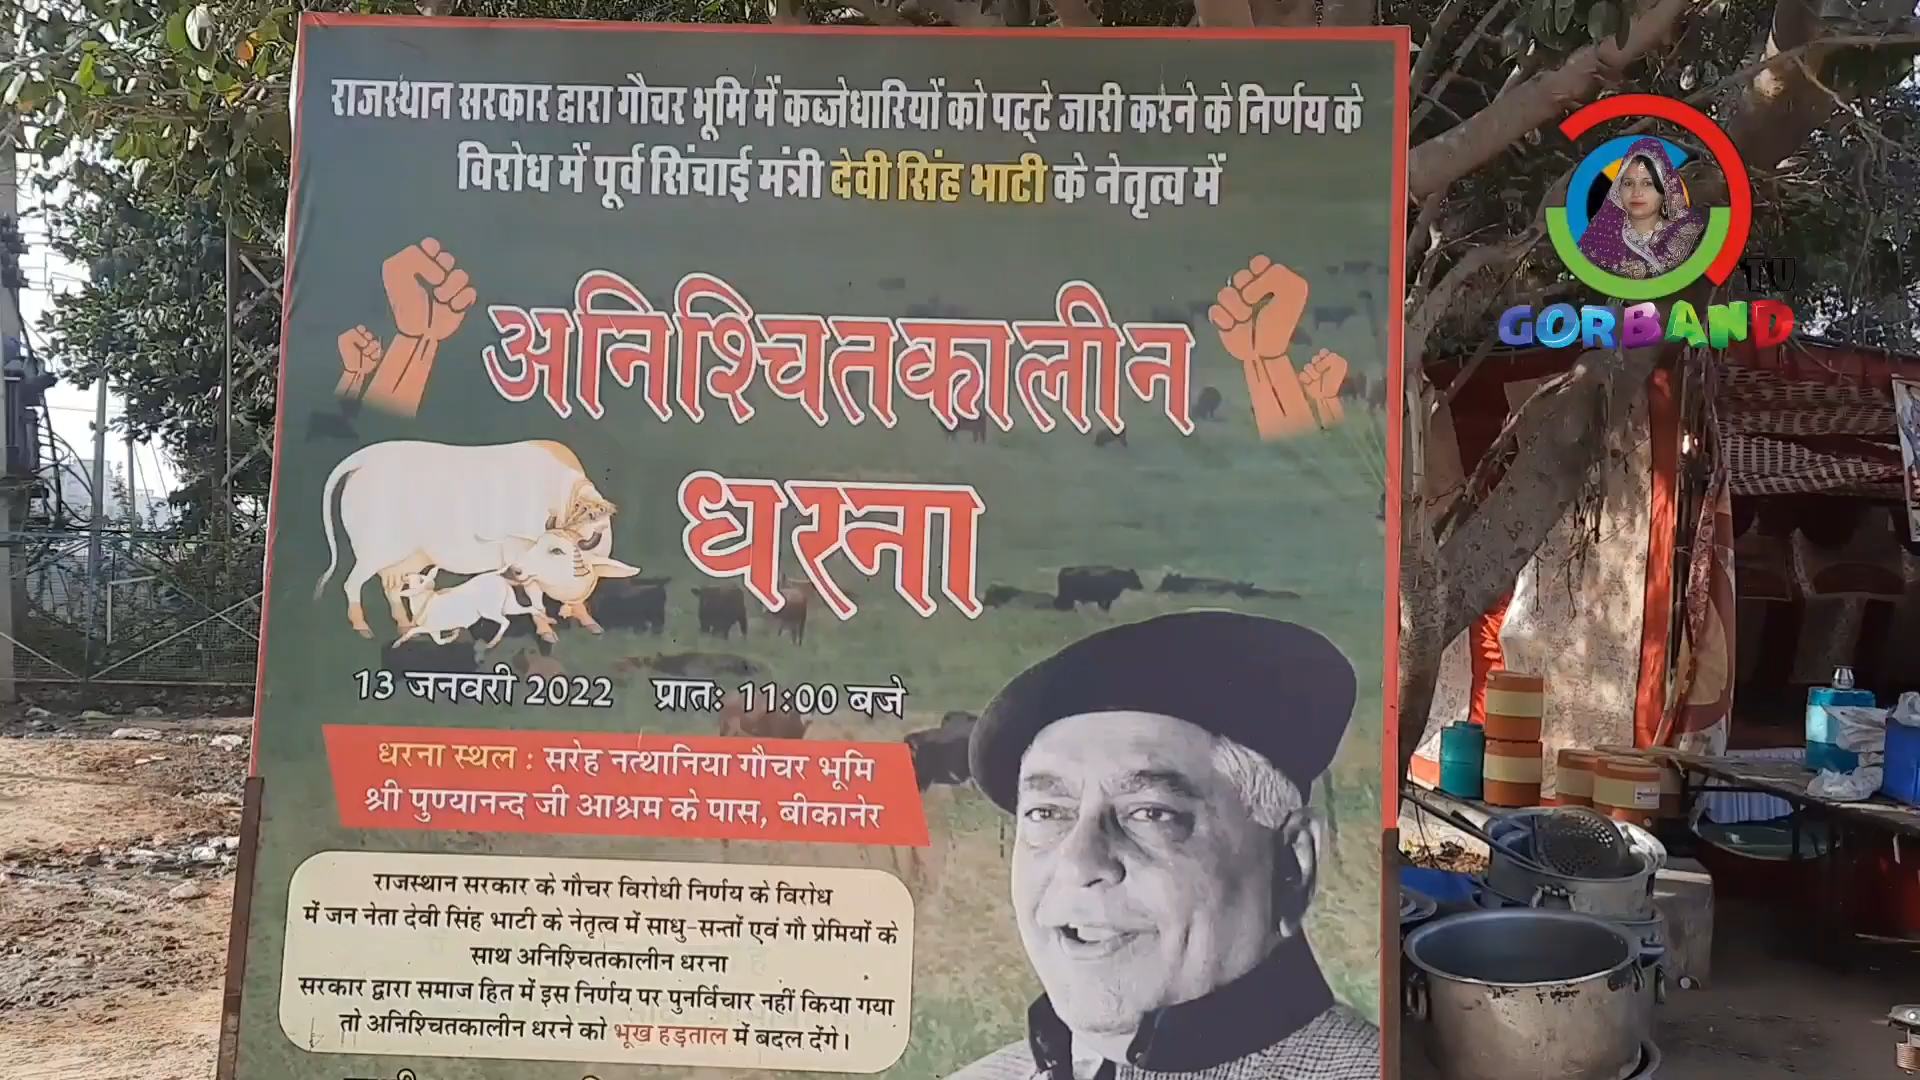 राजस्थान सरकार द्वारा गौचर भूमि में कब्जेधारियों को पट्टे जारी करने के निर्णय के
विरोध में पूर्व सिंचाई मंत्री देवी सिंह भाटी के नेतृत्व में
अनिश्चितकालीन
धरना
13 जनवरी 2022 प्रातः 11:00 बजे
धरना स्थल : सरेह नत्थानिया गौचर भूमि
श्री पुण्यानन्द जी आश्रम के पास, बीकानेर
राजस्थान सरकार के गौचर विरोधी निर्णय के विरोध
में जन नेता देवी सिंह भाटी के नेतृत्व में साधु-सन्तों एवं गौ प्रेमियों के
साथ अनिश्चितकालीन धरना
सरकार द्वारा समाज हित में इस निर्णय पर पुनर्विचार नहीं किया गया
तो अनिश्चितकालीन धरने को भूख हड़ताल में बदल देंगे।
TV
GORBAND